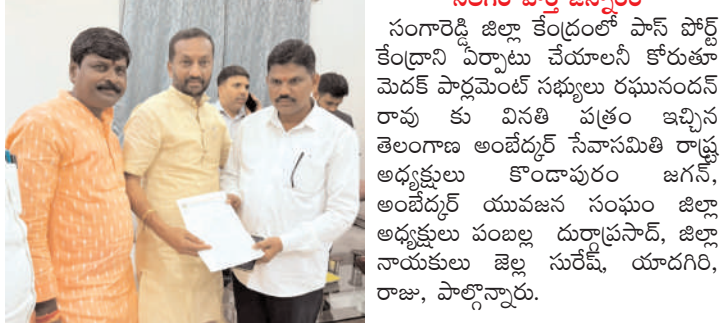 సంగారెడ్డి జిల్లా కేంద్రంలో పాస్ పోర్ట్
కేంద్రాని ఏర్పాటు చేయాలనీ కోరుతూ
మెదక్ పార్లమెంట్ సభ్యులు రఘునందన్
రావు కు వినతి పత్రం ఇచ్చిన
తెలంగాణ అంబేద్కర్ సేవాసమితి రాష్ట్ర
అధ్యక్షులు కొండాపురం జగన్,
అంబేద్కర్ యువజన సంఘం జిల్లా
అధ్యక్షులు పంబల్ల దుర్గాప్రసాద్, జిల్లా
నాయకులు జెల్ల సురేష్, యాదగిరి,
రాజు, పాల్గొన్నారు.